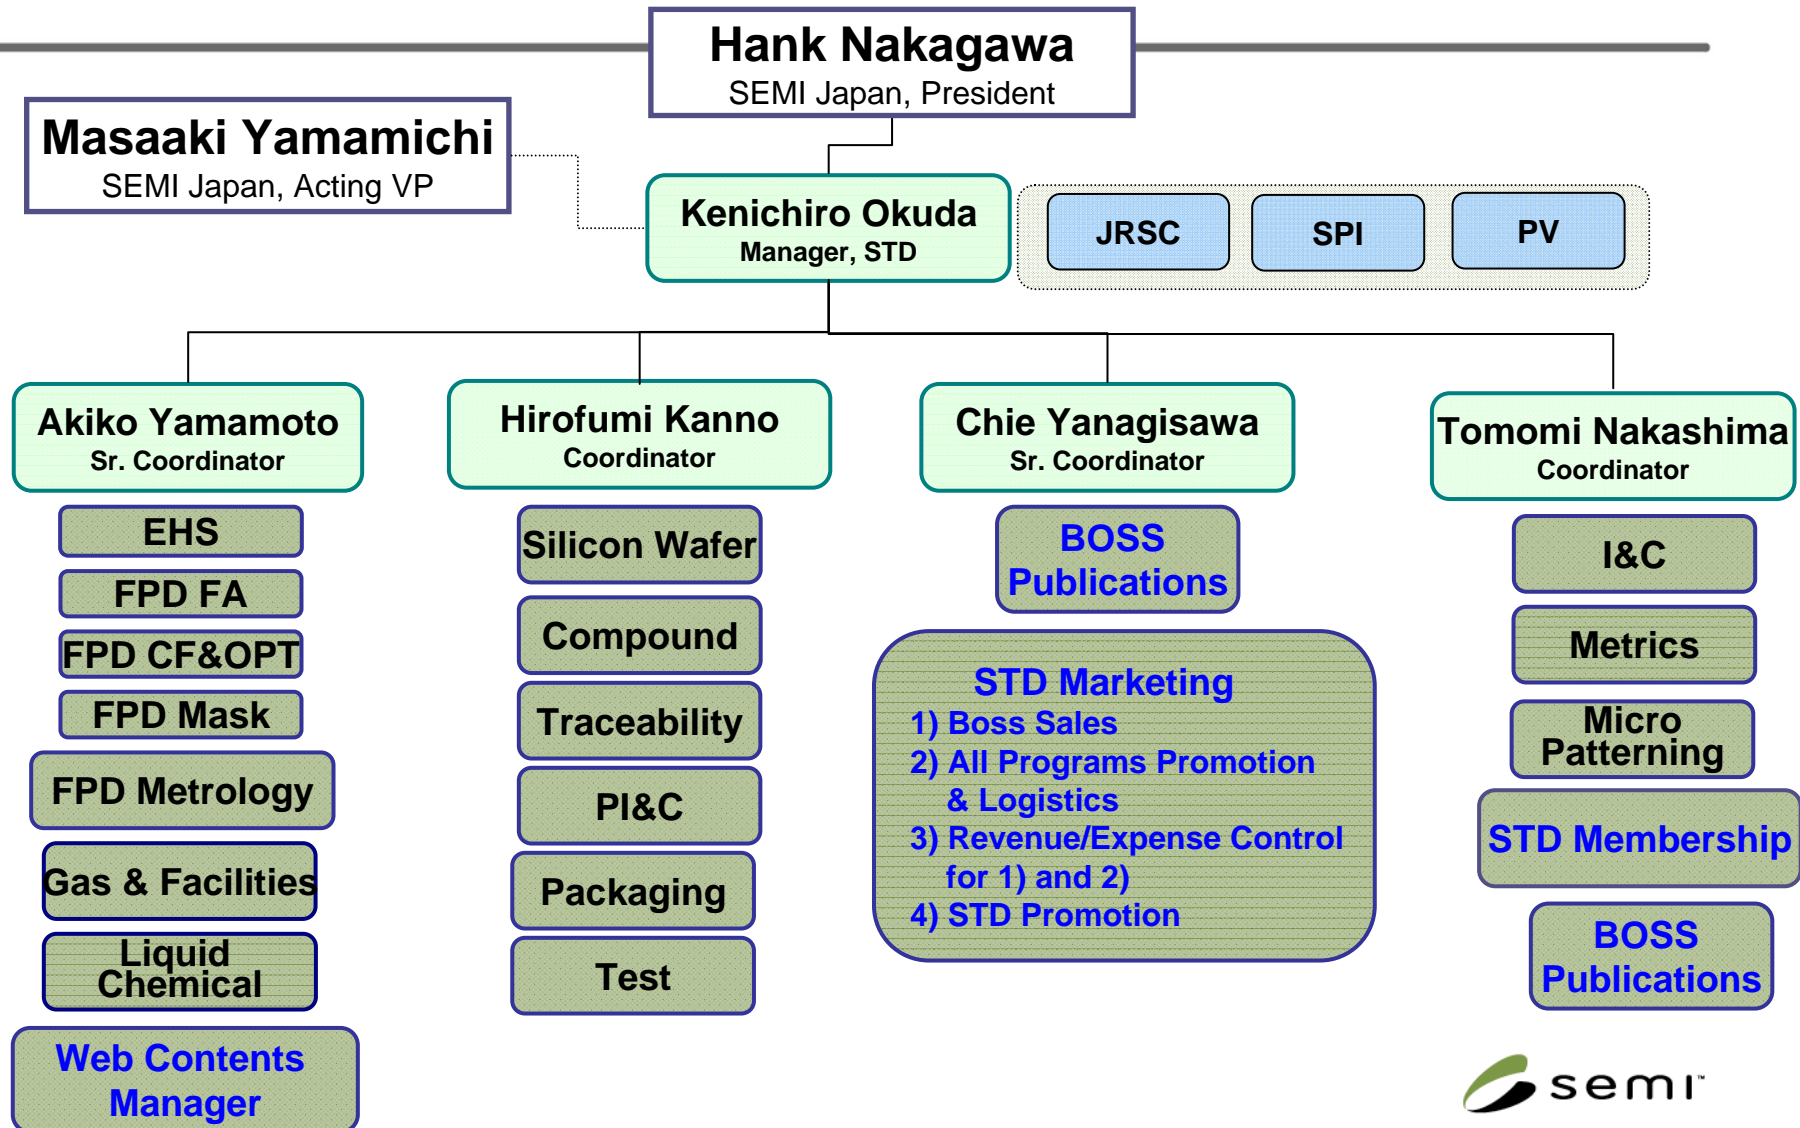 Hank Nakagawa
SEMI Japan, President
Masaaki Yamamichi
SEMI Japan, Acting VP
Kenichiro Okuda
Manager, STD
JRSC
SPI
PV
Akiko Yamamoto
Sr. Coordinator
EHS
FPD FA
FPD CF&OPT
FPD Mask
FPD Metrology
Gas & Facilities
Liquid
Chemical
Web Contents
Manager
Hirofumi Kanno
Coordinator
Silicon Wafer
Compound
Traceability
PI&C
Packaging
Test
Chie Yanagisawa
Sr. Coordinator
BOSS
Publications
STD Marketing
1) Boss Sales
2) All Programs Promotion
& Logistics
3) Revenue/Expense Control
for 1) and 2)
4) STD Promotion
Tomomi Nakashima
Coordinator
I&C
Metrics
Micro
Patterning
STD Membership
BOSS
Publications
semi™